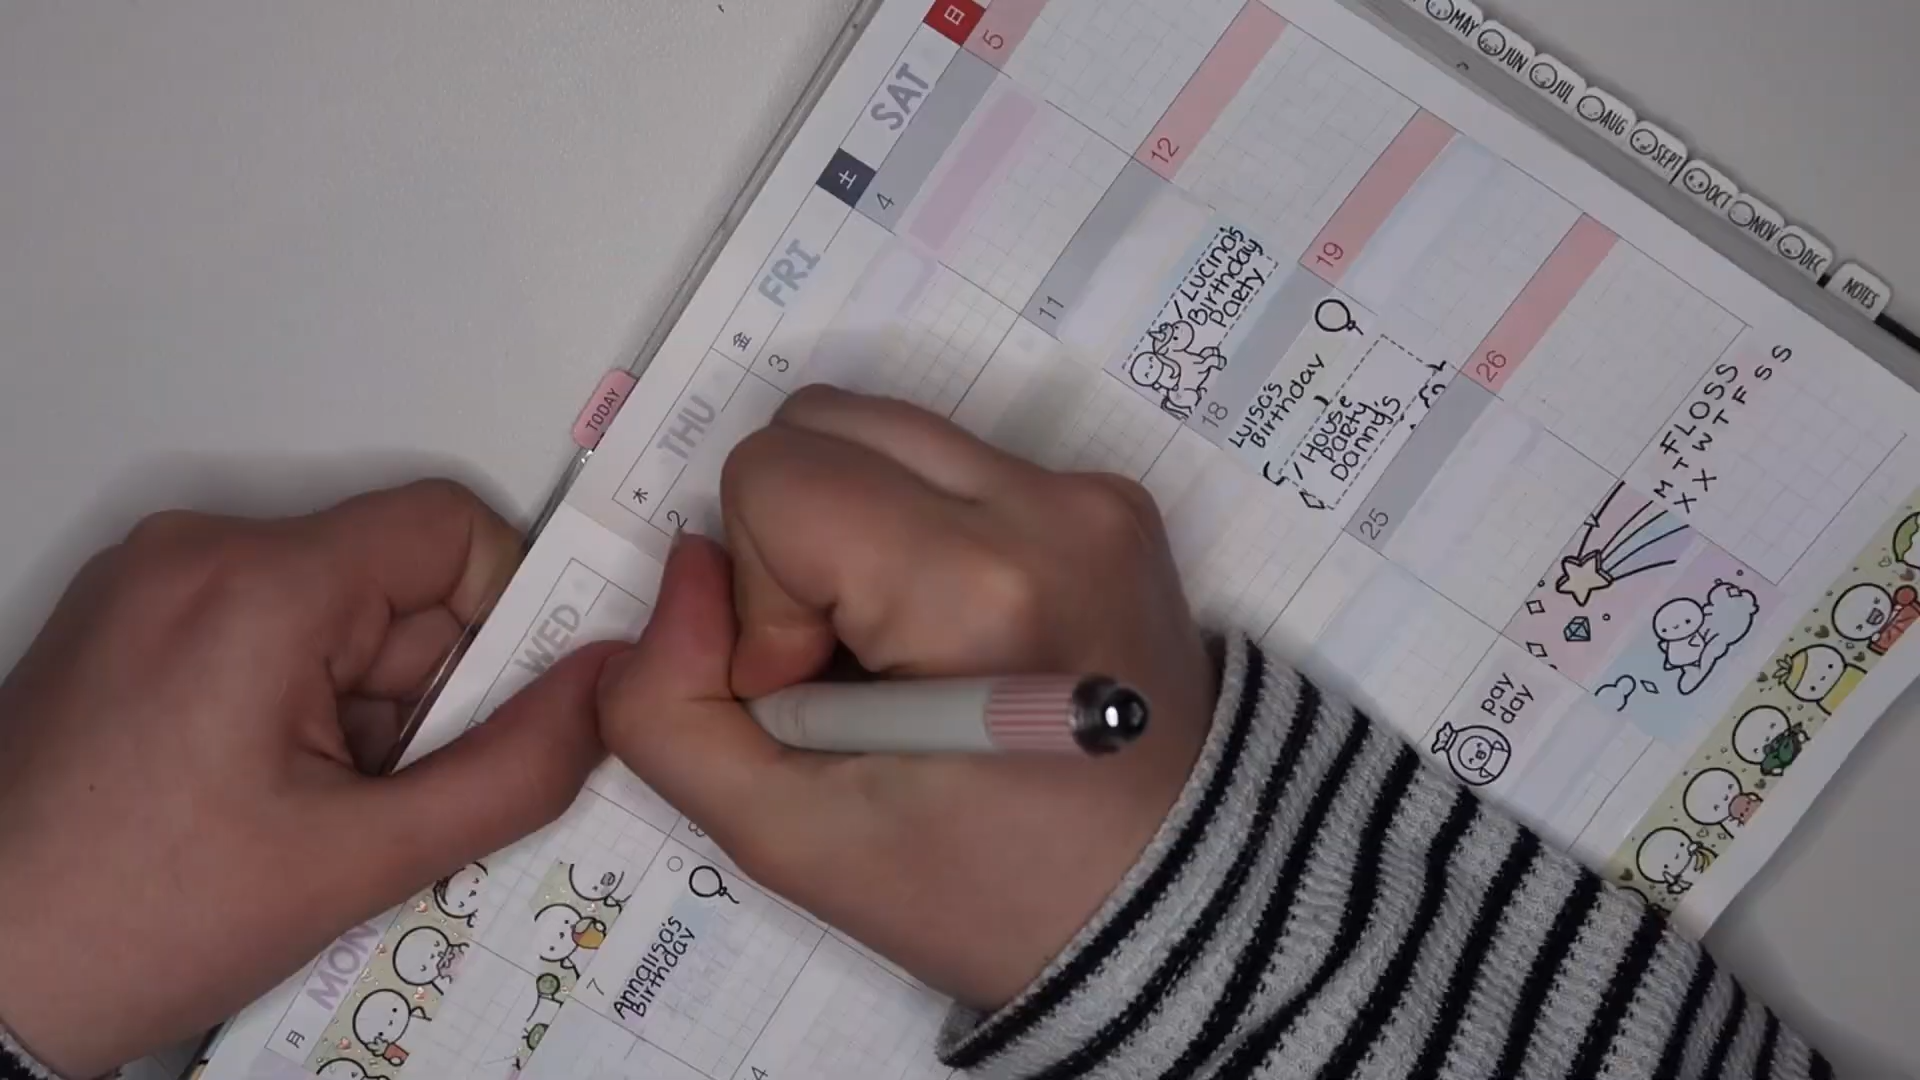 MAY
JUN
JUL
AUG
SEPT
OCT
NOV
DEC
NOTES
TODAY
日
SAT
土
FRI
金
THU
木
WED
MON
月
5
12
19
26
4
11
18
25
3
2
8
7
/ Lucina's
Birthday
Party
Luisa's
Birthday
/ House
Party
Danny's
FLOSS
M T W T F S S
X X
pay
day
Annalisa's
Birthday